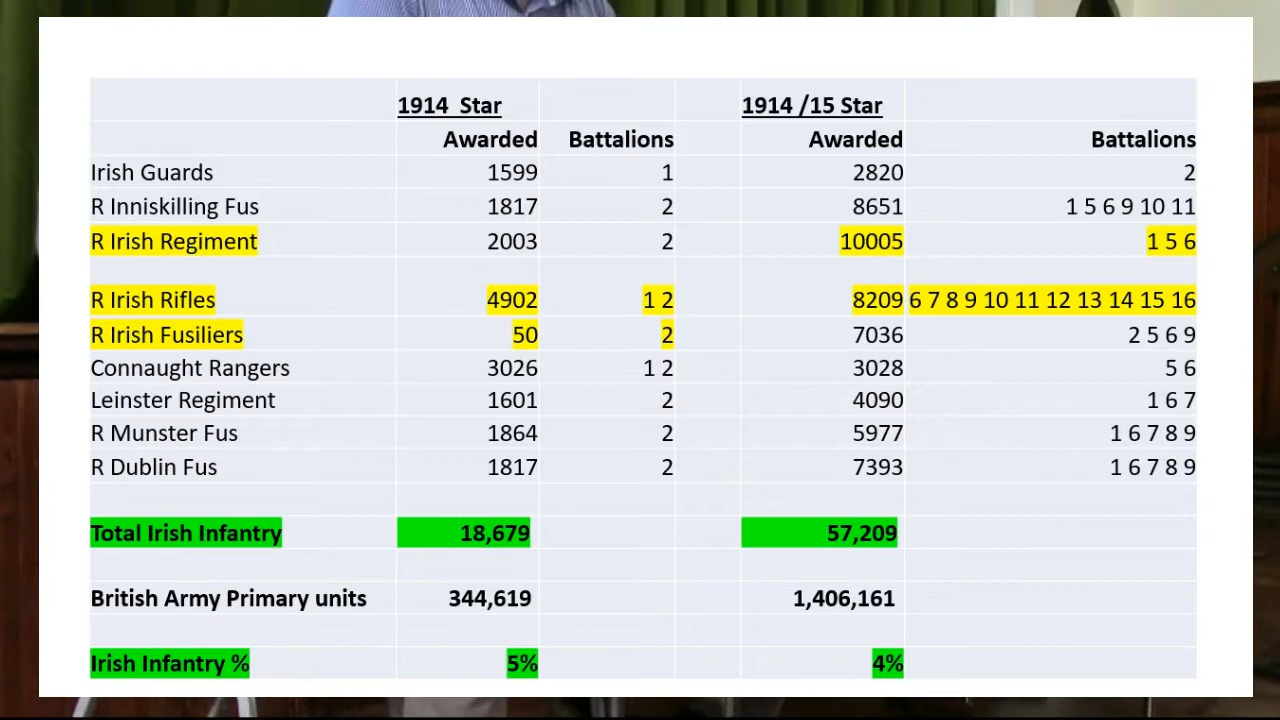 1914 Star 1914 /15 Star
Awarded Battalions Awarded Battalions
Irish Guards 1599 1 2820 2
R Inniskilling Fus 1817 2 8651 1 5 6 9 10 11
R Irish Regiment 2003 2 10005 1 5 6
R Irish Rifles 4902 1 2 8209 6 7 8 9 10 11 12 13 14 15 16
R Irish Fusiliers 50 2 7036 2 5 6 9
Connaught Rangers 3026 1 2 3028 5 6
Leinster Regiment 1601 2 4090 1 6 7
R Munster Fus 1864 2 5977 1 6 7 8 9
R Dublin Fus 1817 2 7393 1 6 7 8 9
Total Irish Infantry 18,679 57,209
British Army Primary units 344,619 1,406,161
Irish Infantry % 5% 4%